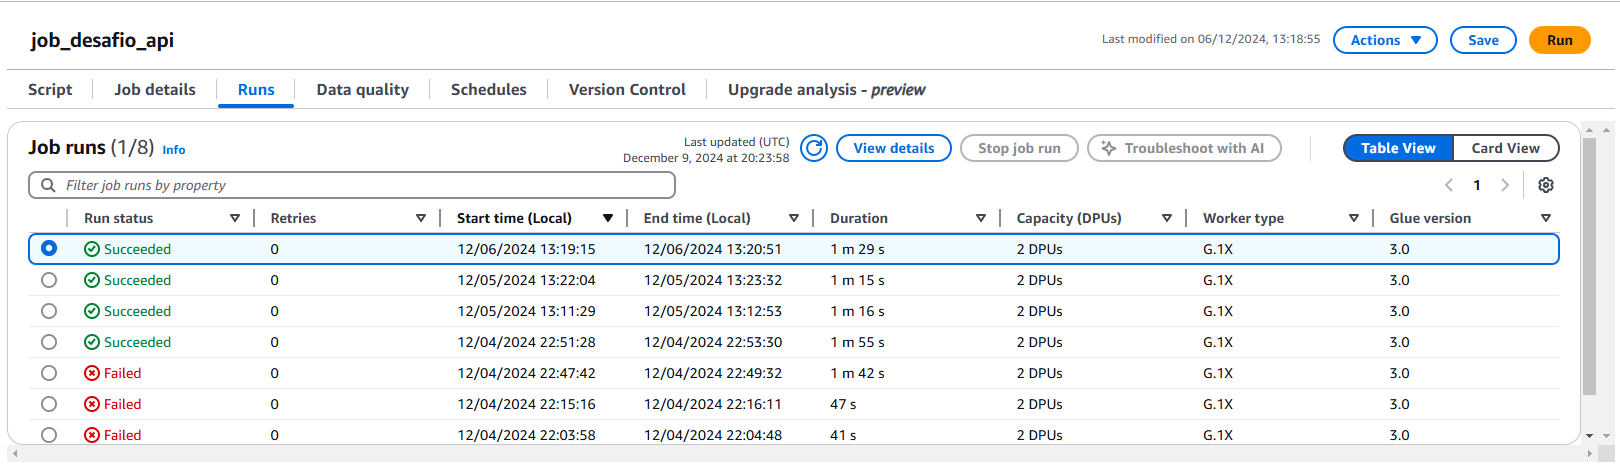 job_desafio_api
Last modified on 06/12/2024, 13:18:55 Actions Save Run
Script Job details Runs Data quality Schedules Version Control Upgrade analysis - preview
Job runs (1/8) Info
Last updated (UTC)
December 9, 2024 at 20:23:58
View details Stop job run Troubleshoot with AI Table View Card View
Filter job runs by property
1
Run status Retries Start time (Local) End time (Local) Duration Capacity (DPUs) Worker type Glue version
Succeeded 0 12/06/2024 13:19:15 12/06/2024 13:20:51 1 m 29 s 2 DPUs G.1X 3.0
Succeeded 0 12/05/2024 13:22:04 12/05/2024 13:23:32 1 m 15 s 2 DPUs G.1X 3.0
Succeeded 0 12/05/2024 13:11:29 12/05/2024 13:12:53 1 m 16 s 2 DPUs G.1X 3.0
Succeeded 0 12/04/2024 22:51:28 12/04/2024 22:53:30 1 m 55 s 2 DPUs G.1X 3.0
Failed 0 12/04/2024 22:47:42 12/04/2024 22:49:32 1 m 42 s 2 DPUs G.1X 3.0
Failed 0 12/04/2024 22:15:16 12/04/2024 22:16:11 47 s 2 DPUs G.1X 3.0
Failed 0 12/04/2024 22:03:58 12/04/2024 22:04:48 41 s 2 DPUs G.1X 3.0